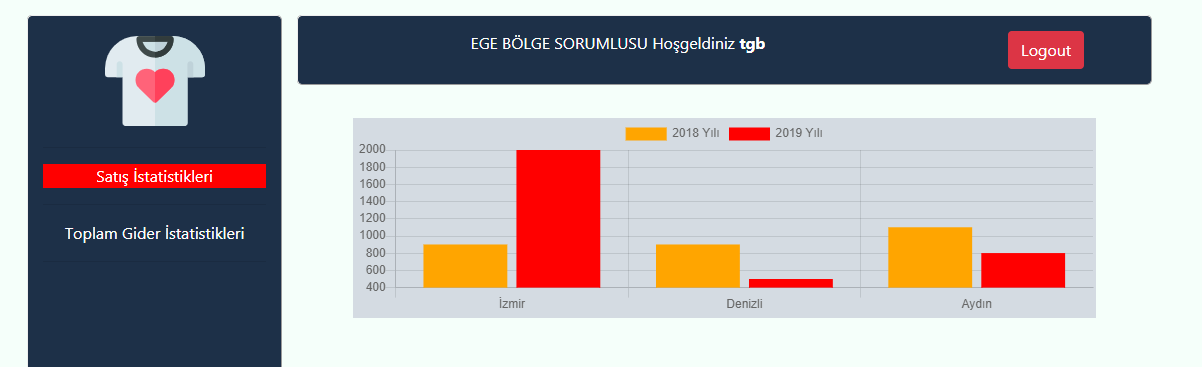 EGE BÖLGE SORUMLUSU Hoşgeldiniz tgb
Logout
Satış İstatistikleri
Toplam Gider İstatistikleri
2018 Yılı
2019 Yılı
2000
1800
1600
1400
1200
1000
800
600
400
İzmir
Denizli
Aydın